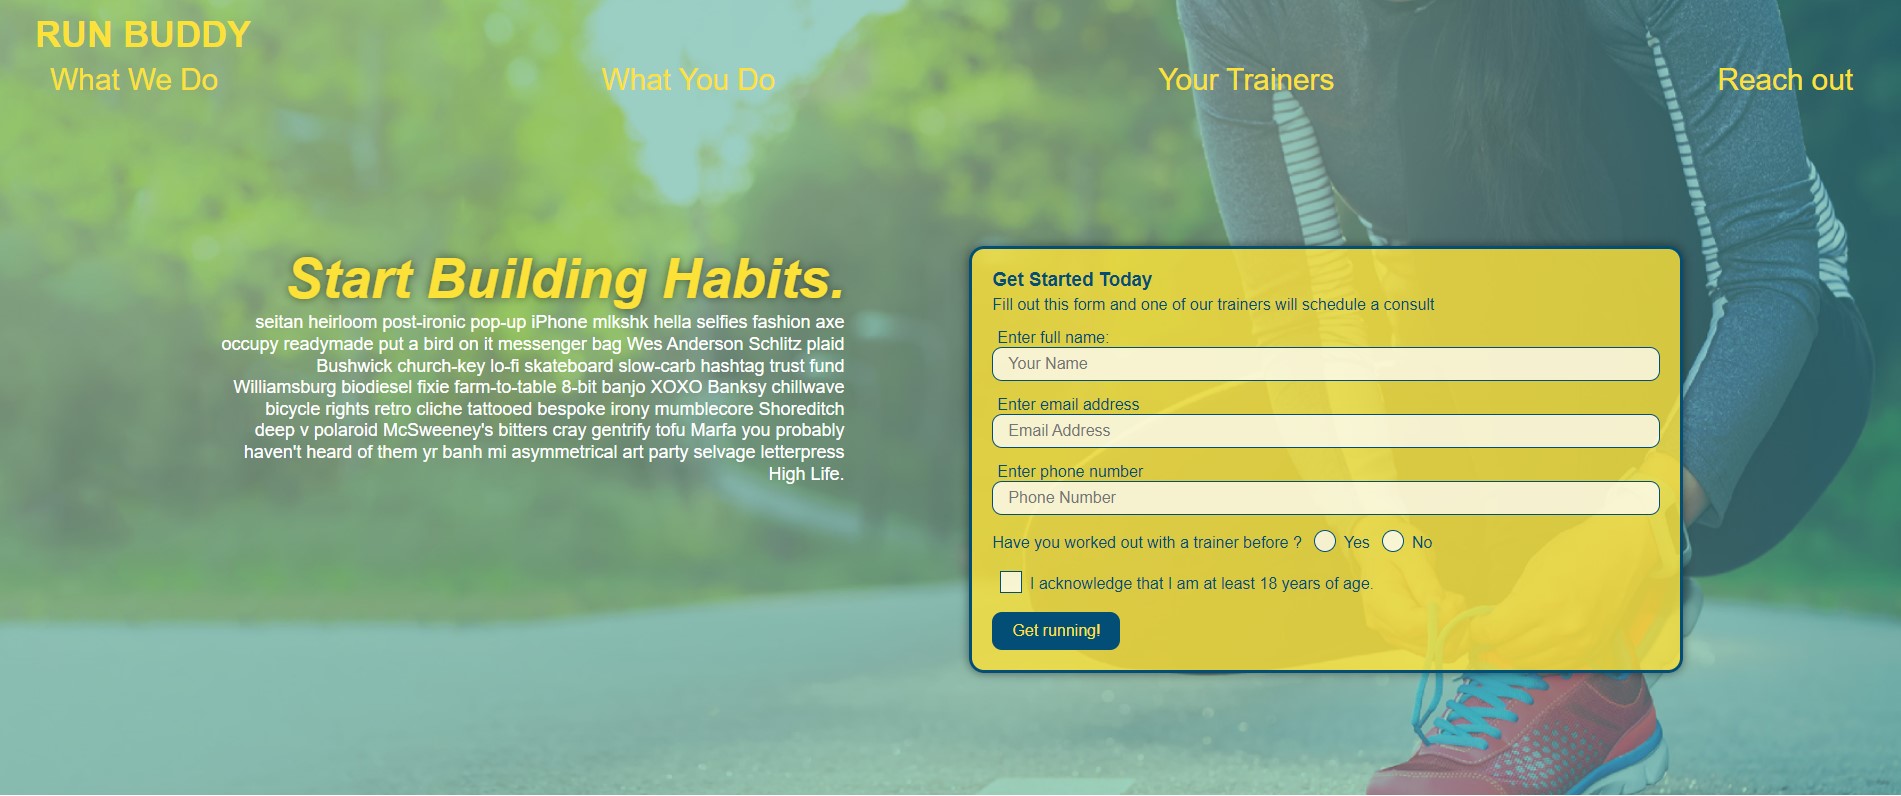 RUN BUDDY
What We Do
What You Do
Your Trainers
Reach out
Start Building Habits.
seitan heirloom post-ironic pop-up iPhone mlkshk hella selfies fashion axe
occupy readymade put a bird on it messenger bag Wes Anderson Schlitz plaid
Bushwick church-key lo-fi skateboard slow-carb hashtag trust fund
Williamsburg biodiesel fixie farm-to-table 8-bit banjo XOXO Banksy chillwave
bicycle rights retro cliche tattooed bespoke irony mumblecore Shoreditch
deep v polaroid McSweeney's bitters cray gentrify tofu Marfa you probably
haven't heard of them yr banh mi asymmetrical art party selvage letterpress
High Life.
Get Started Today
Fill out this form and one of our trainers will schedule a consult
Enter full name:
Your Name
Enter email address
Email Address
Enter phone number
Phone Number
Have you worked out with a trainer before ? Yes No
I acknowledge that I am at least 18 years of age.
Get running!